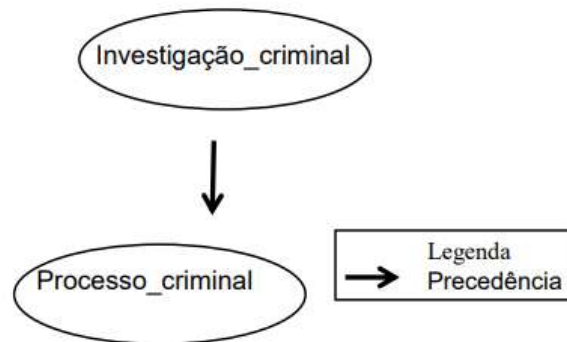 Investigação_criminal
Processo_criminal
Legenda
Precedência